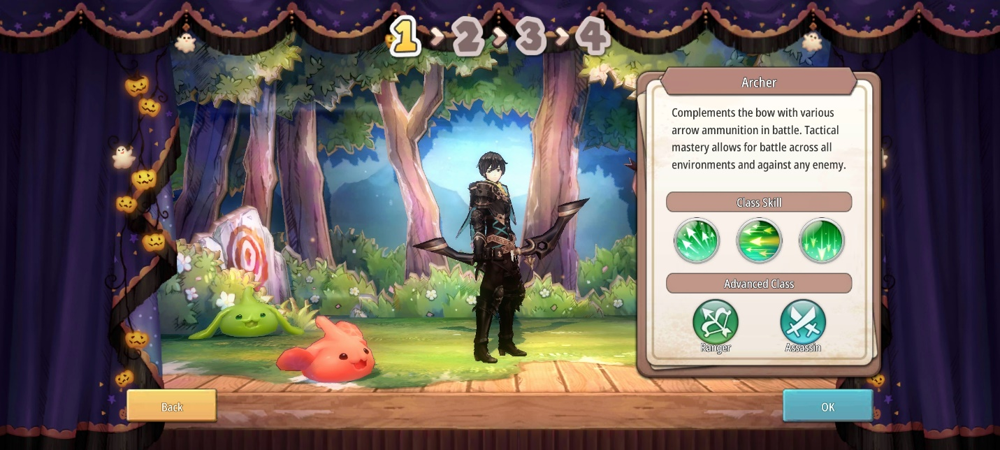 1 > 2 > 3 > 4
Archer
Complements the bow with various
arrow ammunition in battle. Tactical
mastery allows for battle across all
environments and against any enemy.
Class Skill
Advanced Class
Ranger
Assassin
Back
OK